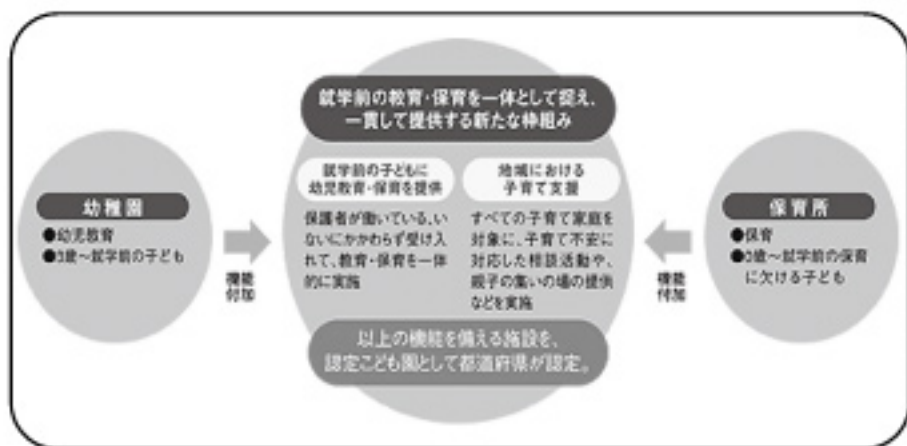 就学前の教育・保育を一体として捉え、
一貫して提供する新たな枠組み
就学前の子どもに
幼児教育・保育を提供
保護者が働いている、い
ないにかかわらず受け入
れて、教育・保育を一体
的に実施
地域における
子育て支援
すべての子育て家庭を
対象に、子育て不安に
対応した相談活動や、
親子の集いの場の提供
などを実施
以上の機能を備える施設を、
認定こども園として都道府県が認定。
幼稚園
●幼児教育
●3歳〜就学前の子ども
機能
付加
保育所
●保育
●0歳〜就学前の保育
に欠ける子ども
機能
付加